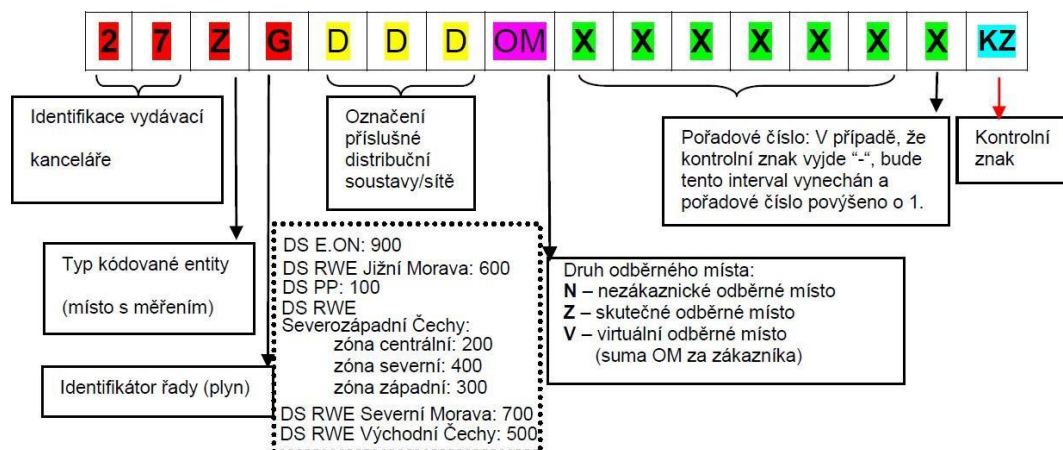 2 7 Z G D D D OM X X X X X X X KZ
Identifikace vydávací
kanceláře
Označení
příslušné
distribuční
soustavy/sítě
Pořadové číslo: V případě, že
kontrolní znak vyjde “-“, bude
tento interval vynechán a
pořadové číslo povýšeno o 1.
Kontrolní
znak
Typ kódované entity
(místo s měřením)
Identifikátor řady (plyn)
DS E.ON: 900
DS RWE Jižní Morava: 600
DS PP: 100
DS RWE
Severozápadní Čechy:
zóna centrální: 200
zóna severní: 400
zóna západní: 300
DS RWE Severní Morava: 700
DS RWE Východní Čechy: 500
Druh odběrného místa:
N – nezákaznické odběrné místo
Z – skutečné odběrné místo
V – virtuální odběrné místo
(suma OM za zákazníka)